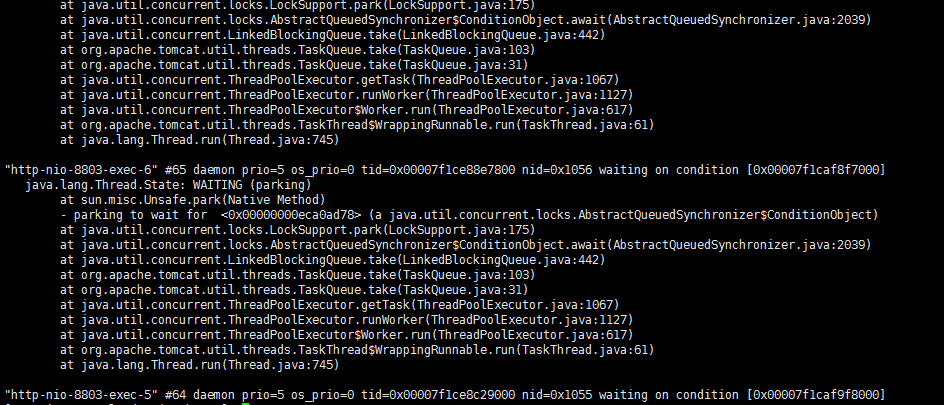 at java.util.concurrent.locks.LockSupport.park(LockSupport.java:175)
at java.util.concurrent.locks.AbstractQueuedSynchronizer$ConditionObject.await(AbstractQueuedSynchronizer.java:2039)
at java.util.concurrent.LinkedBlockingQueue.take(LinkedBlockingQueue.java:442)
at org.apache.tomcat.util.threads.TaskQueue.take(TaskQueue.java:103)
at org.apache.tomcat.util.threads.TaskQueue.take(TaskQueue.java:31)
at java.util.concurrent.ThreadPoolExecutor.getTask(ThreadPoolExecutor.java:1067)
at java.util.concurrent.ThreadPoolExecutor.runWorker(ThreadPoolExecutor.java:1127)
at java.util.concurrent.ThreadPoolExecutor$Worker.run(ThreadPoolExecutor.java:617)
at org.apache.tomcat.util.threads.TaskThread$WrappingRunnable.run(TaskThread.java:61)
at java.lang.Thread.run(Thread.java:745)
"http-nio-8803-exec-6" #65 daemon prio=5 os_prio=0 tid=0x00007f1ce88e7800 nid=0x1056 waiting on condition [0x00007f1caf8f7000]
java.lang.Thread.State: WAITING (parking)
at sun.misc.Unsafe.park(Native Method)
- parking to wait for  <0x00000000eca0ad78> (a java.util.concurrent.locks.AbstractQueuedSynchronizer$ConditionObject)
at java.util.concurrent.locks.LockSupport.park(LockSupport.java:175)
at java.util.concurrent.locks.AbstractQueuedSynchronizer$ConditionObject.await(AbstractQueuedSynchronizer.java:2039)
at java.util.concurrent.LinkedBlockingQueue.take(LinkedBlockingQueue.java:442)
at org.apache.tomcat.util.threads.TaskQueue.take(TaskQueue.java:103)
at org.apache.tomcat.util.threads.TaskQueue.take(TaskQueue.java:31)
at java.util.concurrent.ThreadPoolExecutor.getTask(ThreadPoolExecutor.java:1067)
at java.util.concurrent.ThreadPoolExecutor.runWorker(ThreadPoolExecutor.java:1127)
at java.util.concurrent.ThreadPoolExecutor$Worker.run(ThreadPoolExecutor.java:617)
at org.apache.tomcat.util.threads.TaskThread$WrappingRunnable.run(TaskThread.java:61)
at java.lang.Thread.run(Thread.java:745)
"http-nio-8803-exec-5" #64 daemon prio=5 os_prio=0 tid=0x00007f1ce8c29000 nid=0x1055 waiting on condition [0x00007f1caf9f8000]